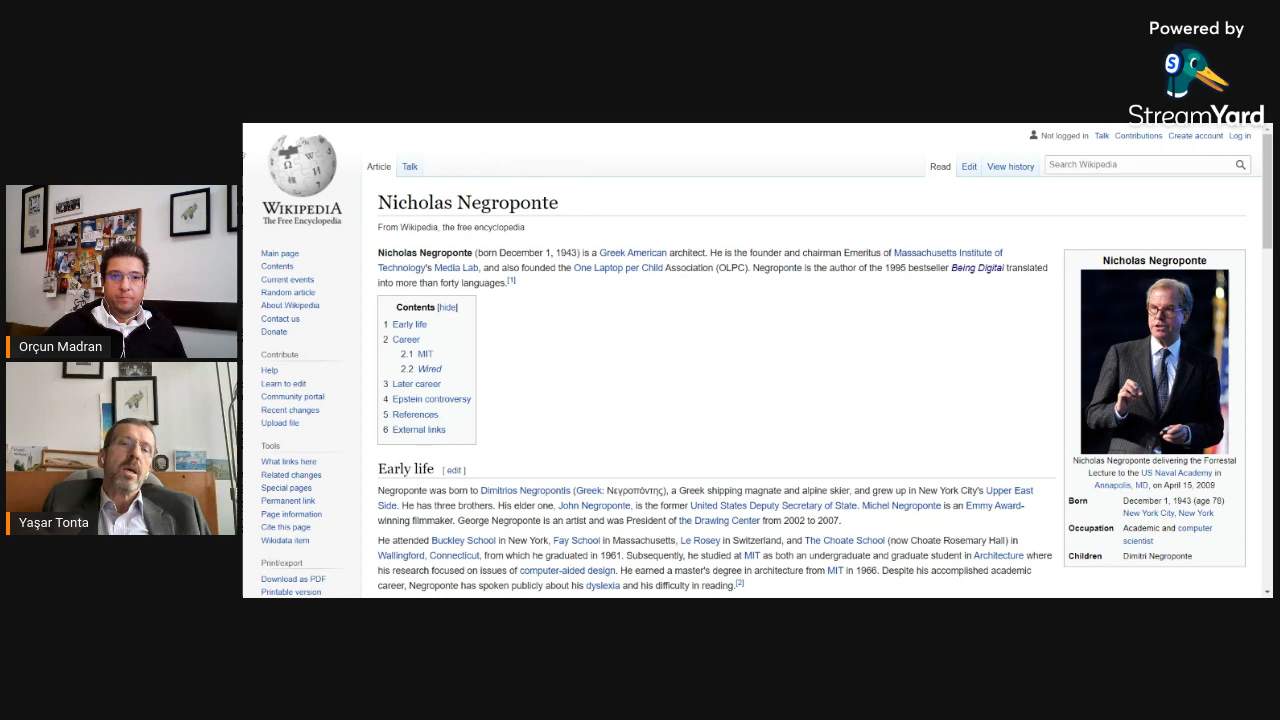 Powered by
StreamYard
Orçun Madran
Yaşar Tonta
WIKIPEDIA
The Free Encyclopedia
Main page
Contents
Current events
Random article
About Wikipedia
Contact us
Donate
Contribute
Help
Learn to edit
Community portal
Recent changes
Upload file
Tools
What links here
Related changes
Special pages
Permanent link
Page information
Cite this page
Wikidata item
Print/export
Download as PDF
Printable version
Not logged in Talk Contributions Create account Log in
Article Talk
Read Edit View history Search Wikipedia
Nicholas Negroponte
From Wikipedia, the free encyclopedia
Nicholas Negroponte (born December 1, 1943) is a Greek American architect. He is the founder and chairman Emeritus of Massachusetts Institute of
Technology's Media Lab, and also founded the One Laptop per Child Association (OLPC). Negroponte is the author of the 1995 bestseller Being Digital translated
into more than forty languages.[1]
Contents [hide]
1 Early life
2 Career
2.1 MIT
2.2 Wired
3 Later career
4 Epstein controversy
5 References
6 External links
Early life [ edit ]
Negroponte was born to Dimitrios Negropontis (Greek: Νεγροπόντης), a Greek shipping magnate and alpine skier, and grew up in New York City's Upper East
Side. He has three brothers. His elder one, John Negroponte, is the former United States Deputy Secretary of State. Michel Negroponte is an Emmy Award-
winning filmmaker. George Negroponte is an artist and was President of the Drawing Center from 2002 to 2007.
He attended Buckley School in New York, Fay School in Massachusetts, Le Rosey in Switzerland, and The Choate School (now Choate Rosemary Hall) in
Wallingford, Connecticut, from which he graduated in 1961. Subsequently, he studied at MIT as both an undergraduate and graduate student in Architecture where
his research focused on issues of computer-aided design. He earned a master's degree in architecture from MIT in 1966. Despite his accomplished academic
career, Negroponte has spoken publicly about his dyslexia and his difficulty in reading.[2]
Nicholas Negroponte
Nicholas Negroponte delivering the Forrestal
Lecture to the US Naval Academy in
Annapolis, MD, on April 15, 2009
Born December 1, 1943 (age 78)
New York City, New York
Occupation Academic and computer
scientist
Children Dimitri Negroponte